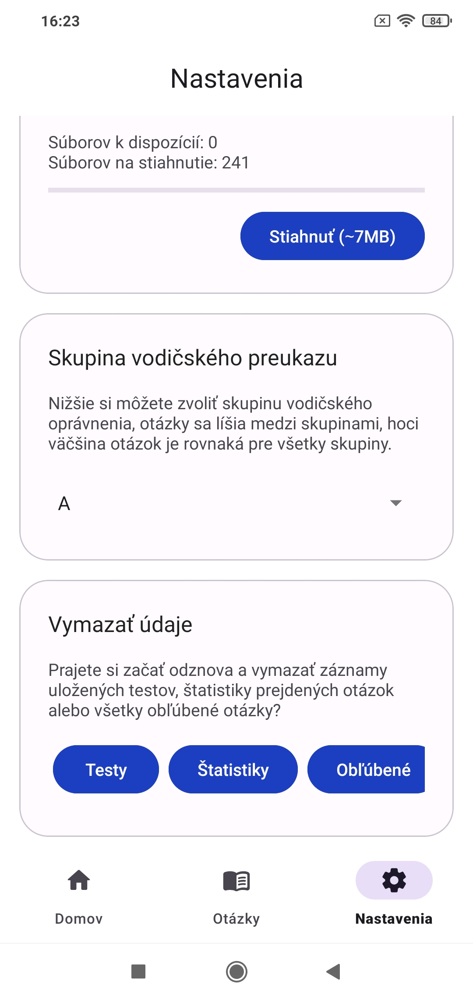 16:23
84
Nastavenia
Súborov k dispozícií: 0
Súborov na stiahnutie: 241
Stiahnuť (~7MB)
Skupina vodičského preukazu
Nižšie si môžete zvoliť skupinu vodičského
oprávnenia, otázky sa líšia medzi skupinami, hoci
väčšina otázok je rovnaká pre všetky skupiny.
A
Vymazať údaje
Prajete si začať odznova a vymazať záznamy
uložených testov, štatistiky prejdených otázok
alebo všetky obľúbené otázky?
Testy Štatistiky Obľúbené
Domov Otázky Nastavenia